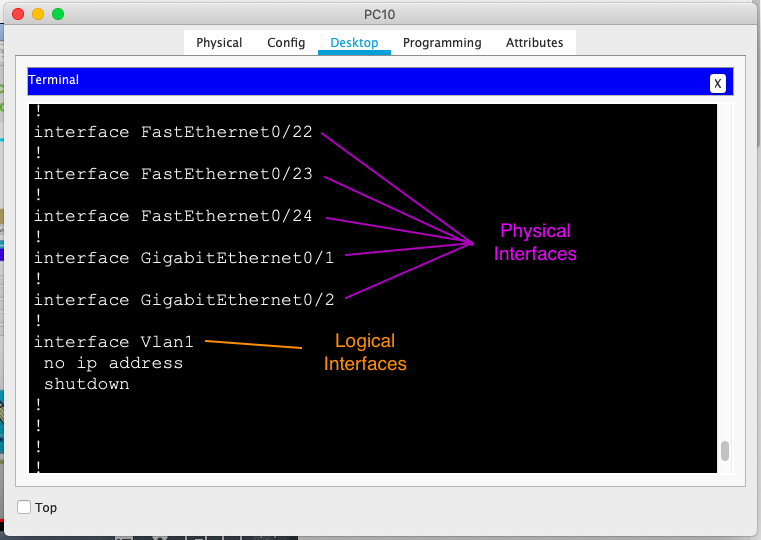 PC10
Physical Config Desktop Programming Attributes
Terminal
X
!
interface FastEthernet0/22
!
interface FastEthernet0/23
!
interface FastEthernet0/24
!
interface GigabitEthernet0/1
!
interface GigabitEthernet0/2
!
interface Vlan1
no ip address
shutdown
!
!
!
!
Physical
Interfaces
Logical
Interfaces
Top